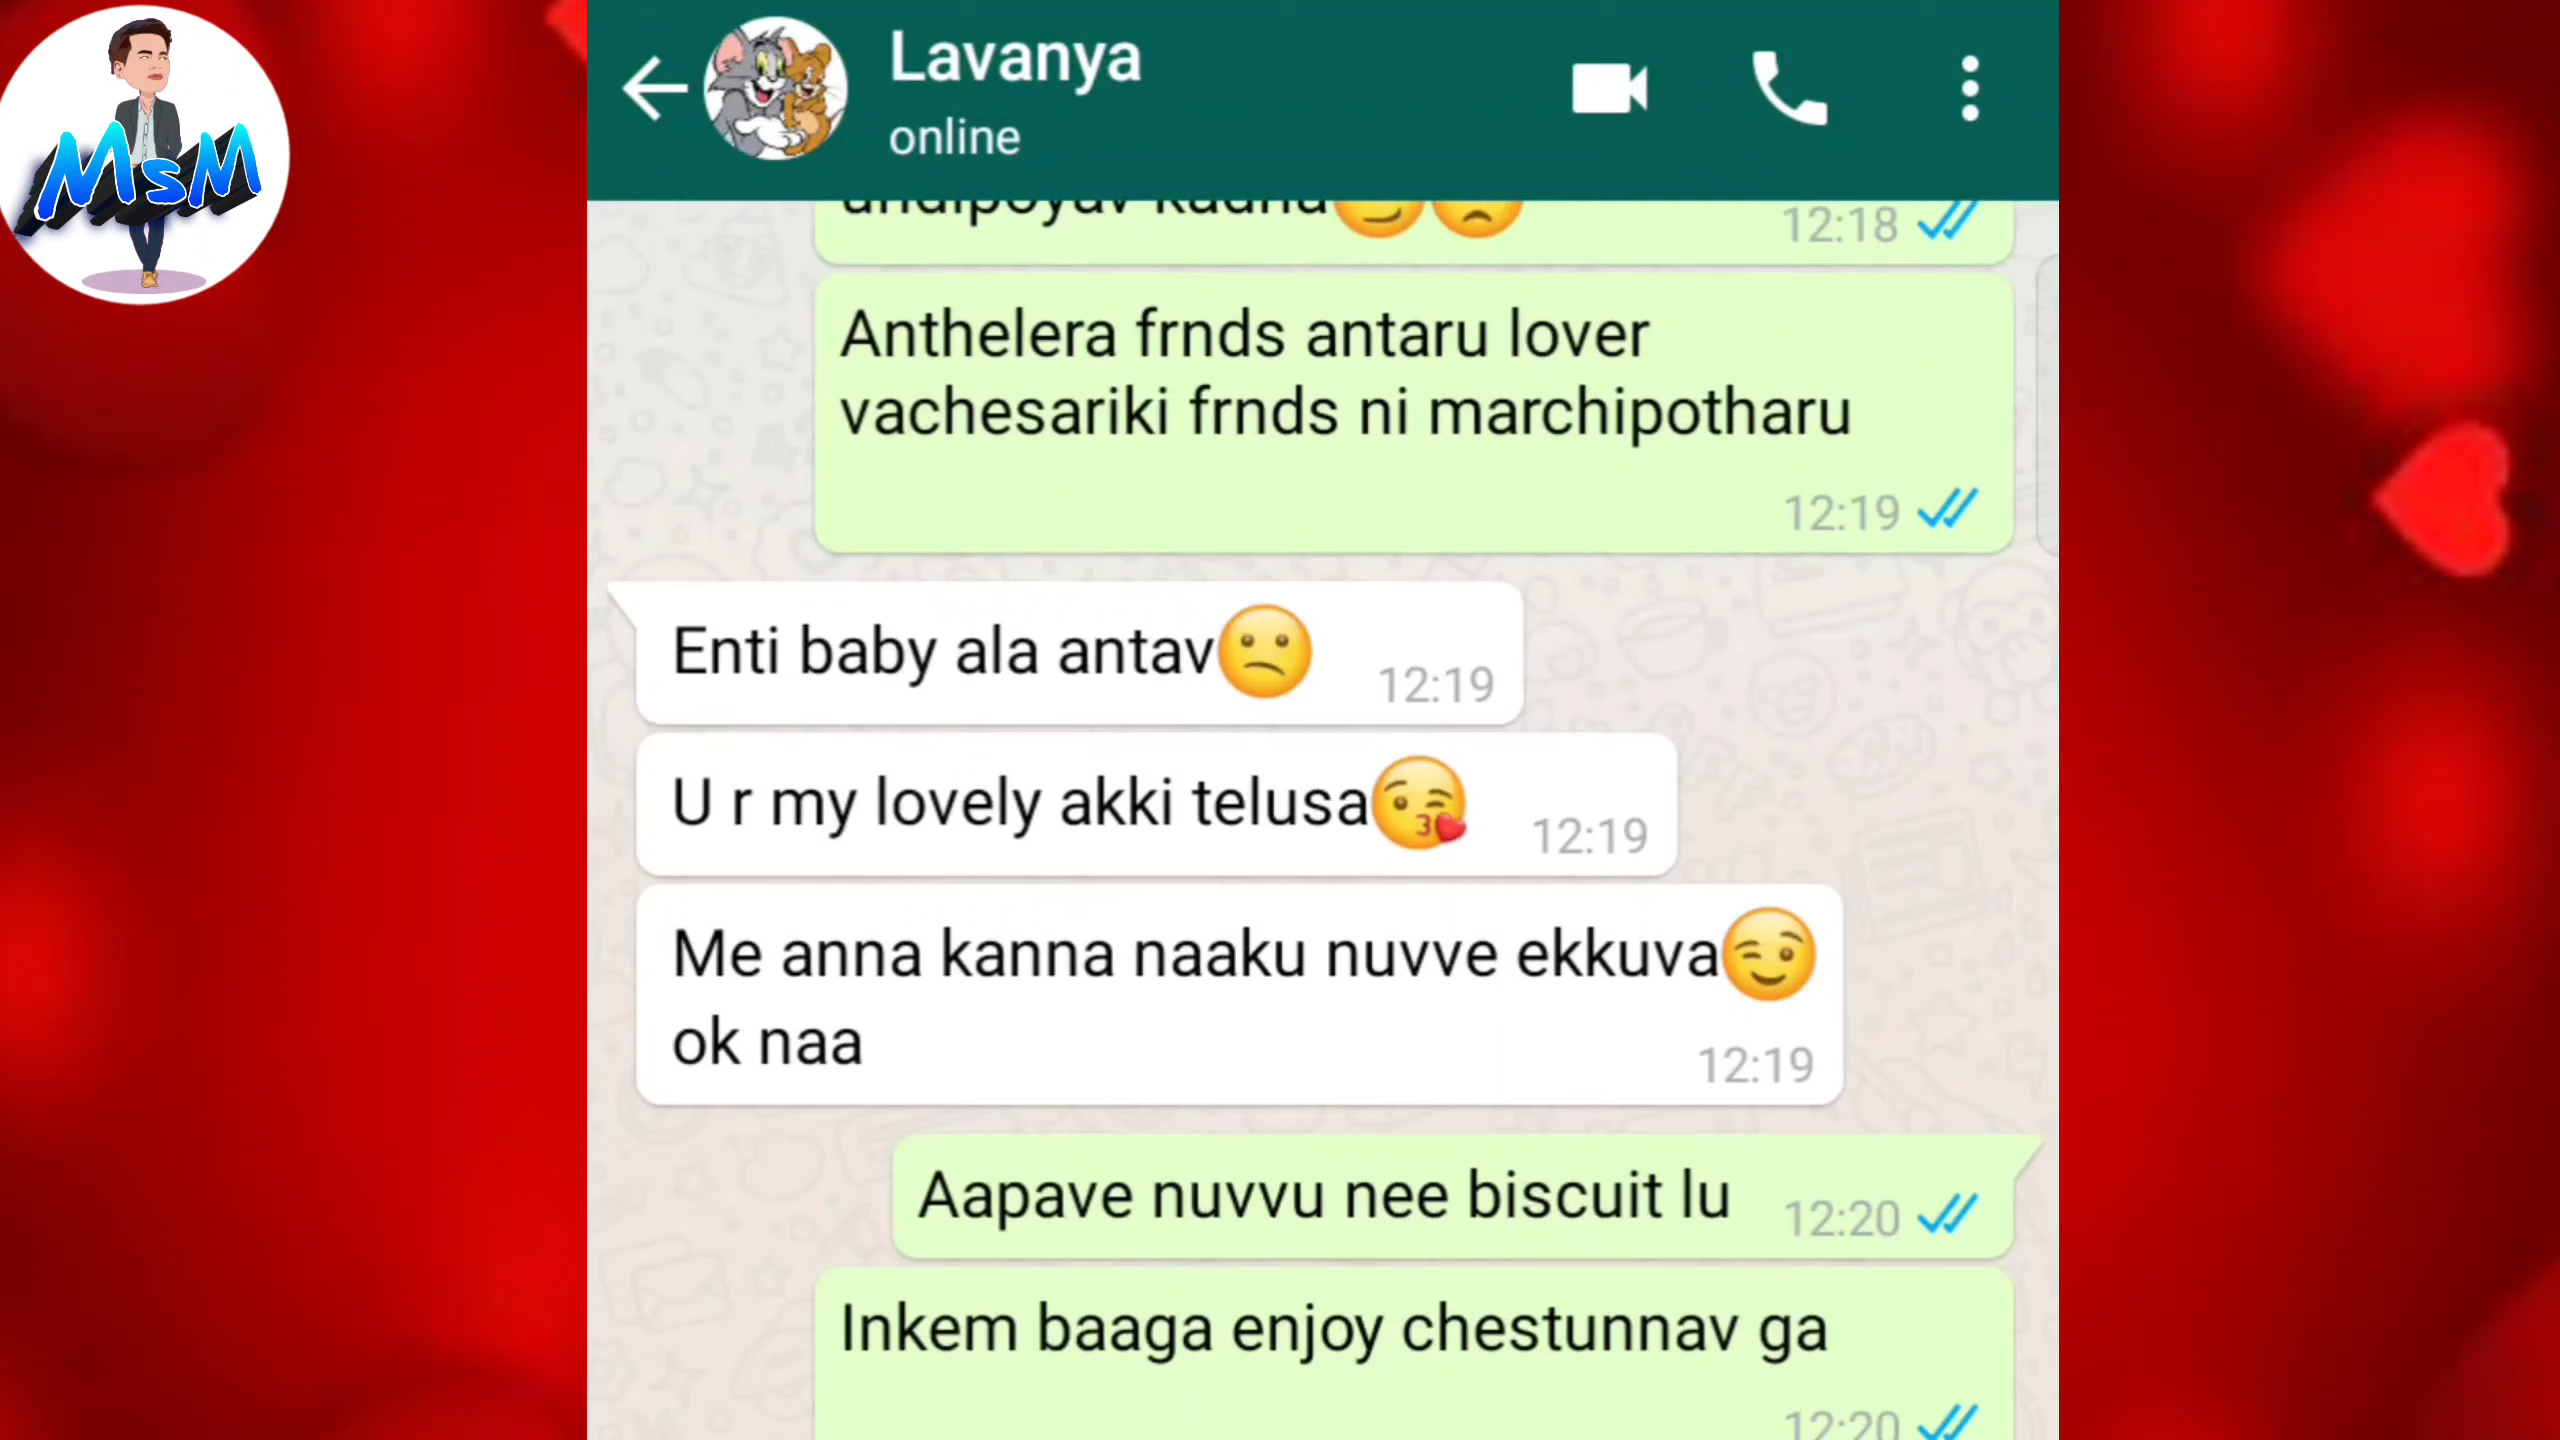 MsM
Lavanya
online
12:18
Anthelera frnds antaru lover
vachesariki frnds ni marchipotharu
12:19
Enti baby ala antav😕 12:19
U r my lovely akki telusa😘 12:19
Me anna kanna naaku nuvve ekkuva😉
ok naa 12:19
Aapave nuvvu nee biscuit lu 12:20
Inkem baaga enjoy chestunnav ga
12:20